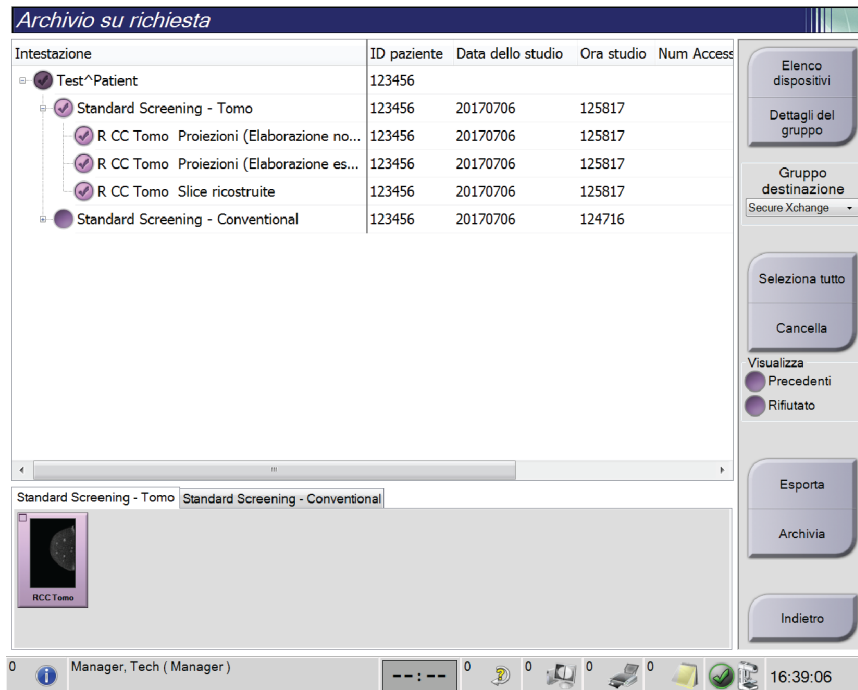 Archivio su richiesta
Intestazione ID paziente Data dello studio Ora studio Num Access
Test^Patient 123456
Standard Screening - Tomo 123456 20170706 125817
R CC Tomo Proiezioni (Elaborazione no... 123456 20170706 125817
R CC Tomo Proiezioni (Elaborazione es... 123456 20170706 125817
R CC Tomo Slice ricostruite 123456 20170706 125817
Standard Screening - Conventional 123456 20170706 124716
Elenco
dispositivi
Dettagli del
gruppo
Gruppo
destinazione
Secure Xchange
Seleziona tutto
Cancella
Visualizza
Precedenti
Rifiutato
Esporta
Archivia
Indietro
Standard Screening - Tomo Standard Screening - Conventional
RCC Tomo
0 Manager, Tech ( Manager ) --:-- 0 0 0 0 16:39:06